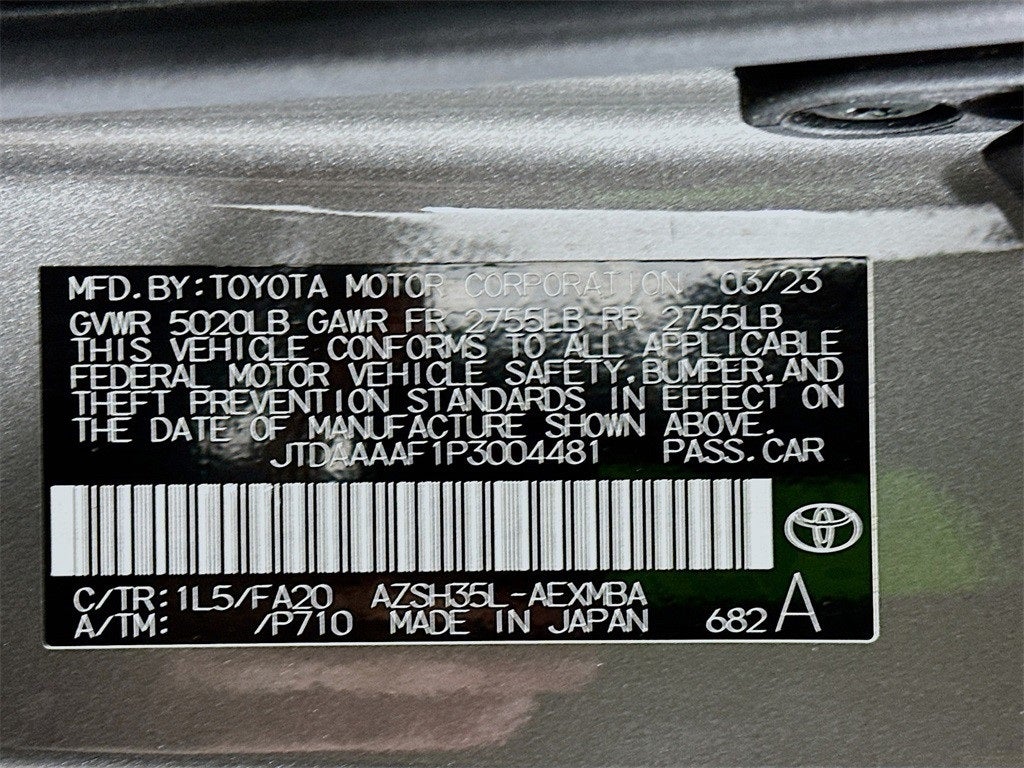 MFD.BY:TOYOTA MOTOR CORPORATION 03/23
GVWR 5020LB GAWR FR 2755LB RR 2755LB
THIS VEHICLE CONFORMS TO ALL APPLICABLE
FEDERAL MOTOR VEHICLE SAFETY,BUMPER,AND
THEFT PREVENTION STANDARDS IN EFFECT ON
THE DATE OF MANUFACTURE SHOWN ABOVE.
JTDAAAAF1P3004481 PASS.CAR
C/TR:1L5/FA20 AZSH35L-AEXMBA
A/TM: /P710 MADE IN JAPAN 682 A